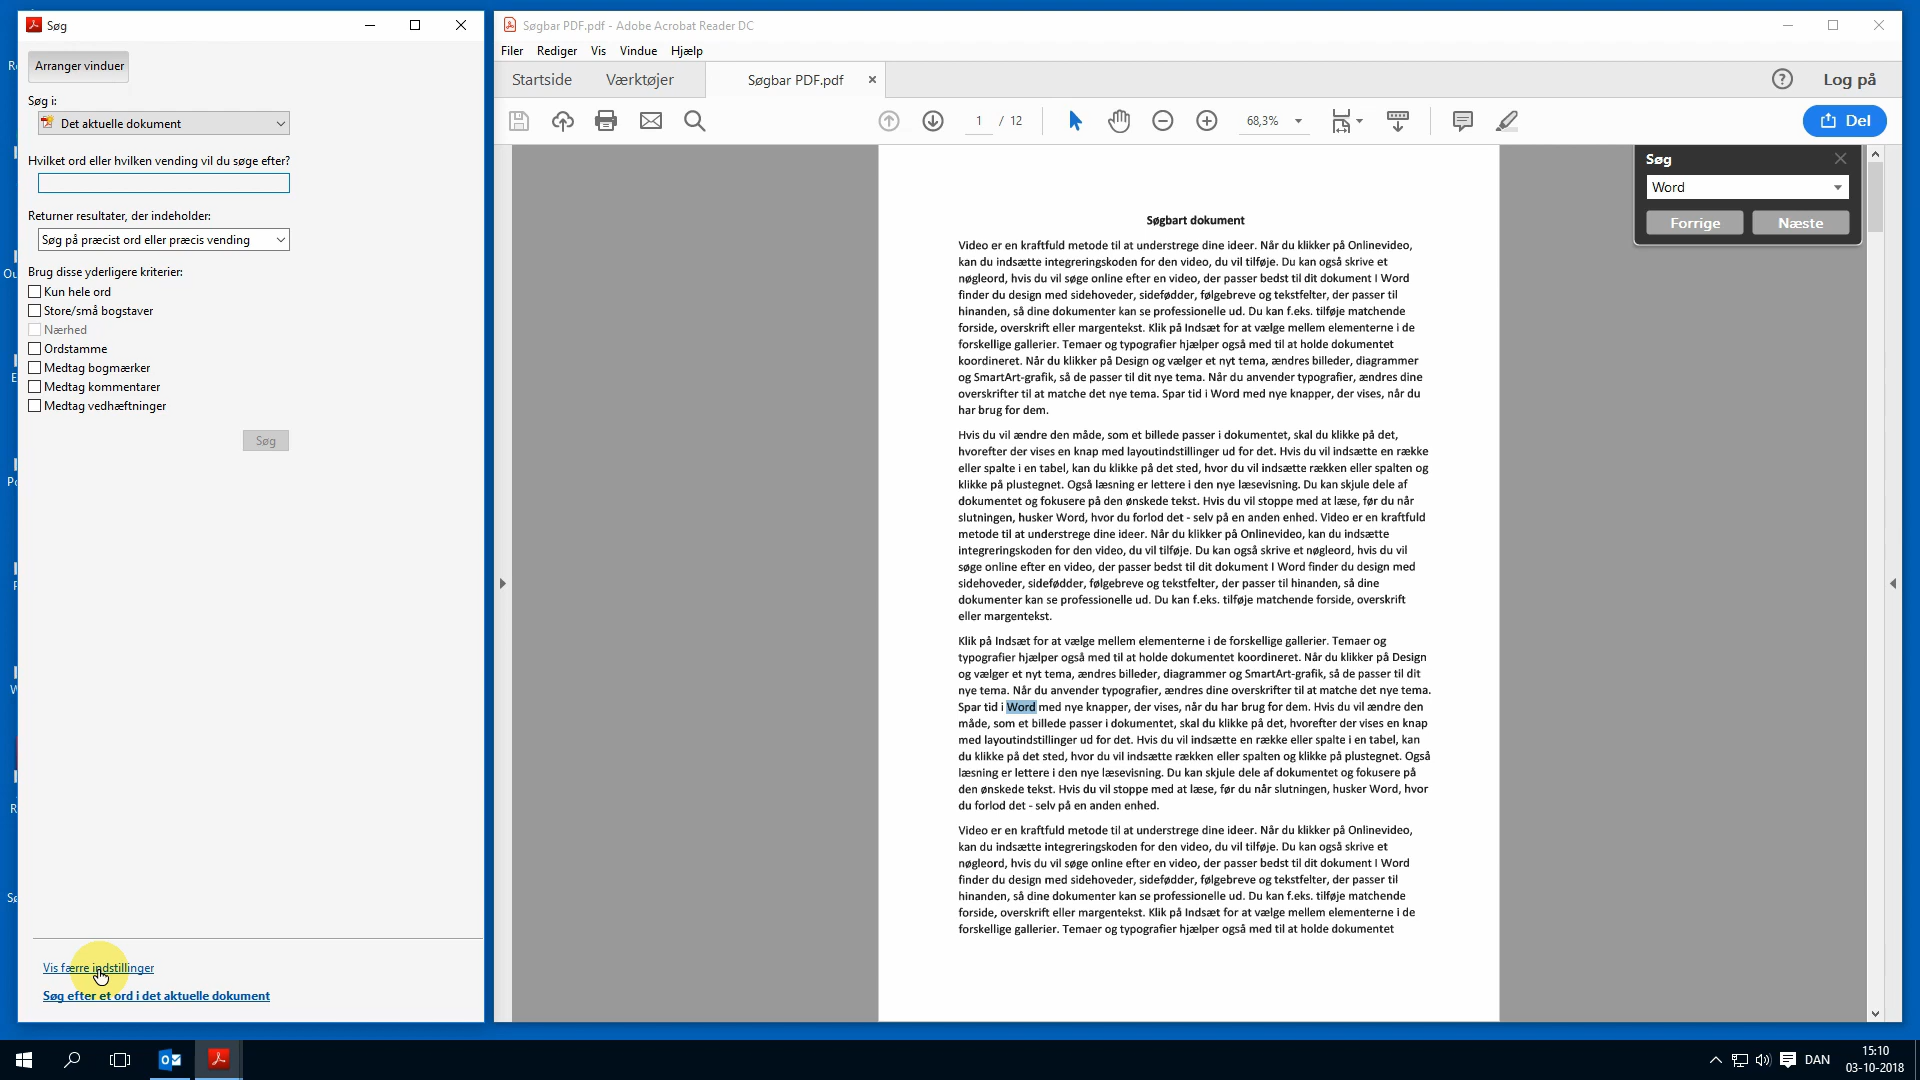 Søg
Arranger vinduer
Søg i:
Det aktuelle dokument
Hvilket ord eller hvilken vending vil du søge efter?
Returner resultater, der indeholder:
Søg på præcist ord eller præcis vending
Brug disse yderligere kriterier:
Kun hele ord
Store/små bogstaver
Nærhed
Ordstamme
Medtag bogmærker
Medtag kommentarer
Medtag vedhæftninger
Søg
Vis færre indstillinger
Søg efter et ord i det aktuelle dokument
Søgbar PDF.pdf - Adobe Acrobat Reader DC
Filer Rediger Vis Vindue Hjælp
Startside Værktøjer Søgbar PDF.pdf Log på
1 / 12 68,3% Del
Søg
Word
Forrige Næste
Søgbart dokument
Video er en kraftfuld metode til at understrege dine ideer. Når du klikker på Onlinevideo,
kan du indsætte integreringskoden for den video, du vil tilføje. Du kan også skrive et
nøgleord, hvis du vil søge online efter en video, der passer bedst til dit dokument I Word
finder du design med sidehoveder, sidefødder, følgebreve og tekstfelter, der passer til
hinanden, så dine dokumenter kan se professionelle ud. Du kan f.eks. tilføje matchende
forside, overskrift eller margentekst. Klik på Indsæt for at vælge mellem elementerne i de
forskellige gallerier. Temaer og typografier hjælper også med til at holde dokumentet
koordineret. Når du klikker på Design og vælger et nyt tema, ændres billeder, diagrammer
og SmartArt-grafik, så de passer til dit nye tema. Når du anvender typografier, ændres dine
overskrifter til at matche det nye tema. Spar tid i Word med nye knapper, der vises, når du
har brug for dem.
Hvis du vil ændre den måde, som et billede passer i dokumentet, skal du klikke på det,
hvorefter der vises en knap med layoutindstillinger ud for det. Hvis du vil indsætte en række
eller spalte i en tabel, kan du klikke på det sted, hvor du vil indsætte rækken eller spalten og
klikke på plustegnet. Også læsning er lettere i den nye læsevisning. Du kan skjule dele af
dokumentet og fokusere på den ønskede tekst. Hvis du vil stoppe med at læse, før du når
slutningen, husker Word, hvor du forlod det - selv på en anden enhed. Video er en kraftfuld
metode til at understrege dine ideer. Når du klikker på Onlinevideo, kan du indsætte
integreringskoden for den video, du vil tilføje. Du kan også skrive et nøgleord, hvis du vil
søge online efter en video, der passer bedst til dit dokument I Word finder du design med
sidehoveder, sidefødder, følgebreve og tekstfelter, der passer til hinanden, så dine
dokumenter kan se professionelle ud. Du kan f.eks. tilføje matchende forside, overskrift
eller margentekst.
Klik på Indsæt for at vælge mellem elementerne i de forskellige gallerier. Temaer og
typografier hjælper også med til at holde dokumentet koordineret. Når du klikker på Design
og vælger et nyt tema, ændres billeder, diagrammer og SmartArt-grafik, så de passer til dit
nye tema. Når du anvender typografier, ændres dine overskrifter til at matche det nye tema.
Spar tid i Word med nye knapper, der vises, når du har brug for dem. Hvis du vil ændre den
måde, som et billede passer i dokumentet, skal du klikke på det, hvorefter der vises en knap
med layoutindstillinger ud for det. Hvis du vil indsætte en række eller spalte i en tabel, kan
du klikke på det sted, hvor du vil indsætte rækken eller spalten og klikke på plustegnet. Også
læsning er lettere i den nye læsevisning. Du kan skjule dele af dokumentet og fokusere på
den ønskede tekst. Hvis du vil stoppe med at læse, før du når slutningen, husker Word, hvor
du forlod det - selv på en anden enhed.
Video er en kraftfuld metode til at understrege dine ideer. Når du klikker på Onlinevideo,
kan du indsætte integreringskoden for den video, du vil tilføje. Du kan også skrive et
nøgleord, hvis du vil søge online efter en video, der passer bedst til dit dokument I Word
finder du design med sidehoveder, sidefødder, følgebreve og tekstfelter, der passer til
hinanden, så dine dokumenter kan se professionelle ud. Du kan f.eks. tilføje matchende
forside, overskrift eller margentekst. Klik på Indsæt for at vælge mellem elementerne i de
forskellige gallerier. Temaer og typografier hjælper også med til at holde dokumentet
DAN
15:10
03-10-2018